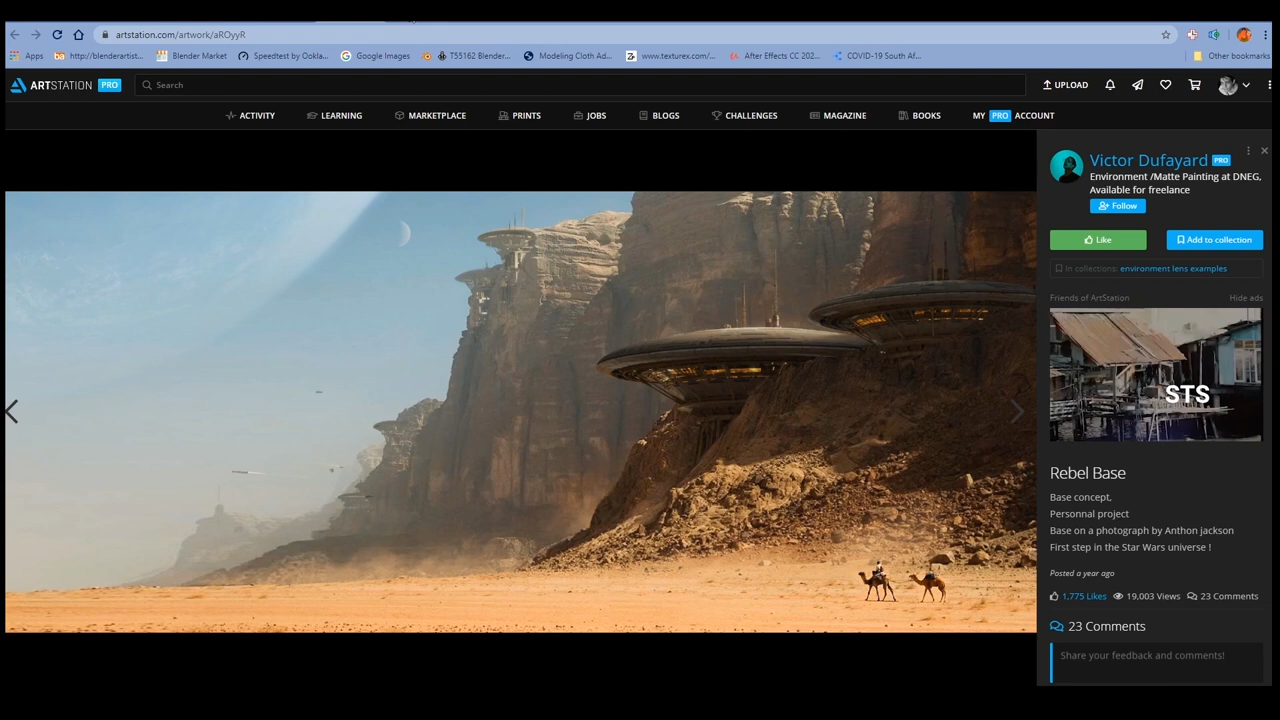 artstation.com/artwork/aROyyR
Apps http://blenderartist... Blender Market Speedtest by Ookla... Google Images T55162 Blender... Modeling Cloth Ad... www.texturex.com/... After Effects CC 202... COVID-19 South Af... Other bookmarks
ARTSTATION PRO Search UPLOAD
ACTIVITY LEARNING MARKETPLACE PRINTS JOBS BLOGS CHALLENGES MAGAZINE BOOKS MY PRO ACCOUNT
Victor Dufayard PRO
Environment /Matte Painting at DNEG,
Available for freelance
Follow
Like Add to collection
In collections: environment lens examples
Friends of ArtStation Hide ads
STS
Rebel Base
Base concept,
Personnal project
Base on a photograph by Anthon jackson
First step in the Star Wars universe !
Posted a year ago
1,775 Likes 19,003 Views 23 Comments
23 Comments
Share your feedback and comments!